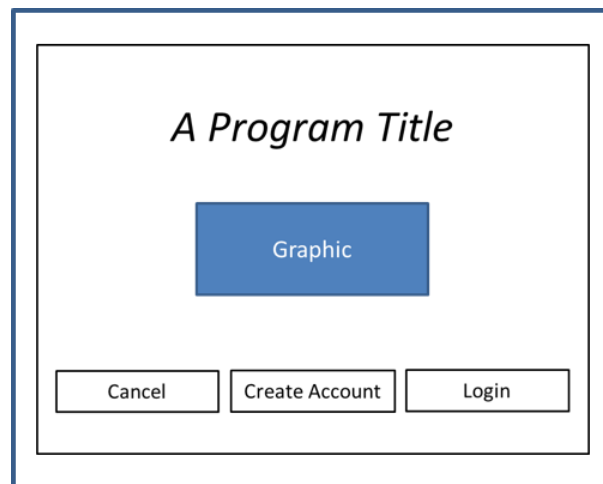 A Program Title
Graphic
Cancel
Create Account
Login